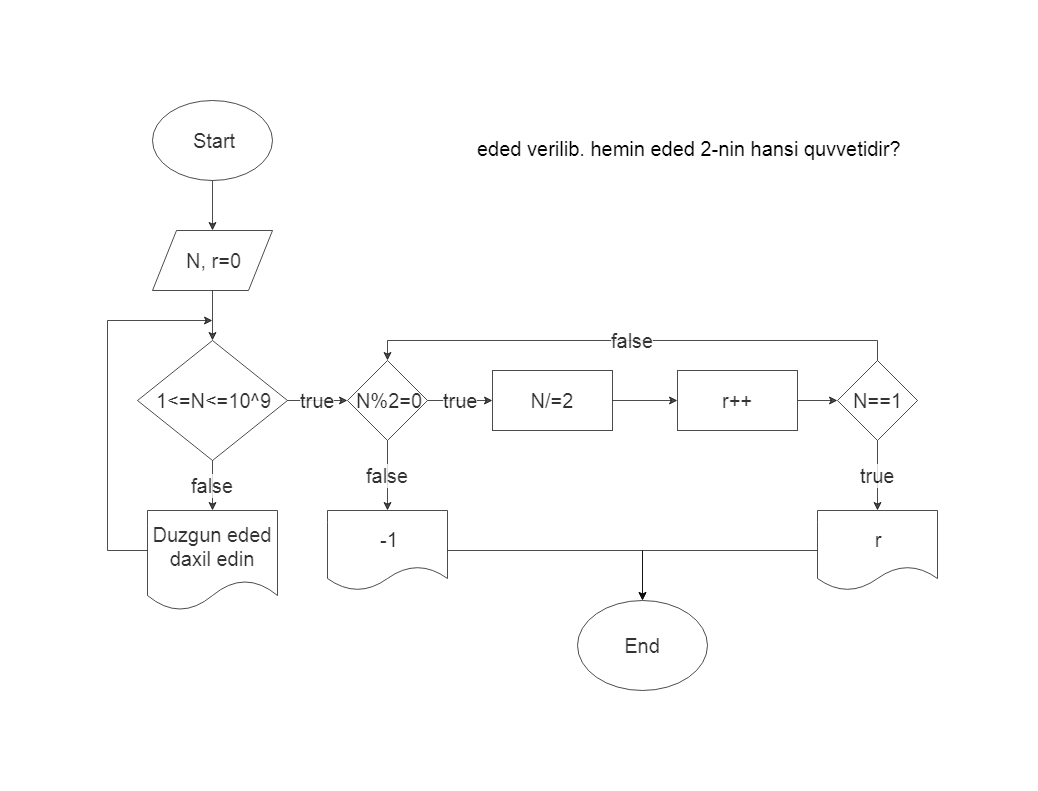 Start
eded verilib. hemin eded 2-nin hansi quvvetidir?
N, r=0
false
1<=N<=10^9
true
N%2=0
true
N/=2
r++
N==1
false
false
true
Duzgun eded
daxil edin
-1
r
End